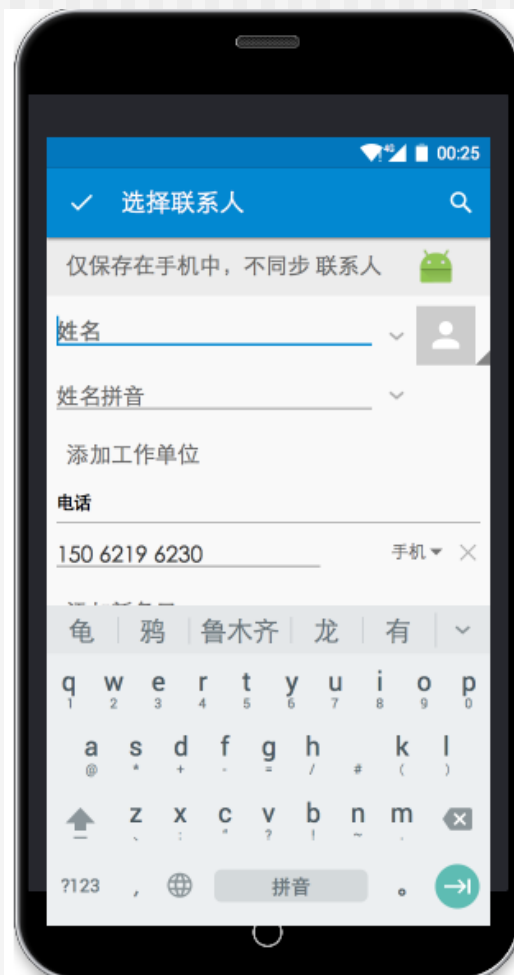 4G 00:25
选择联系人
仅保存在手机中，不同步 联系人
姓名
姓名拼音
添加工作单位
电话
150 6219 6230 手机
龟 鸦 鲁木齐 龙 有
q w e r t y u i o p
1 2 3 4 5 6 7 8 9 0
a s d f g h k l
@ * + - = / # ( )
z x c v b n m
、 : " ? ! ~ .
?123 , 拼音 。